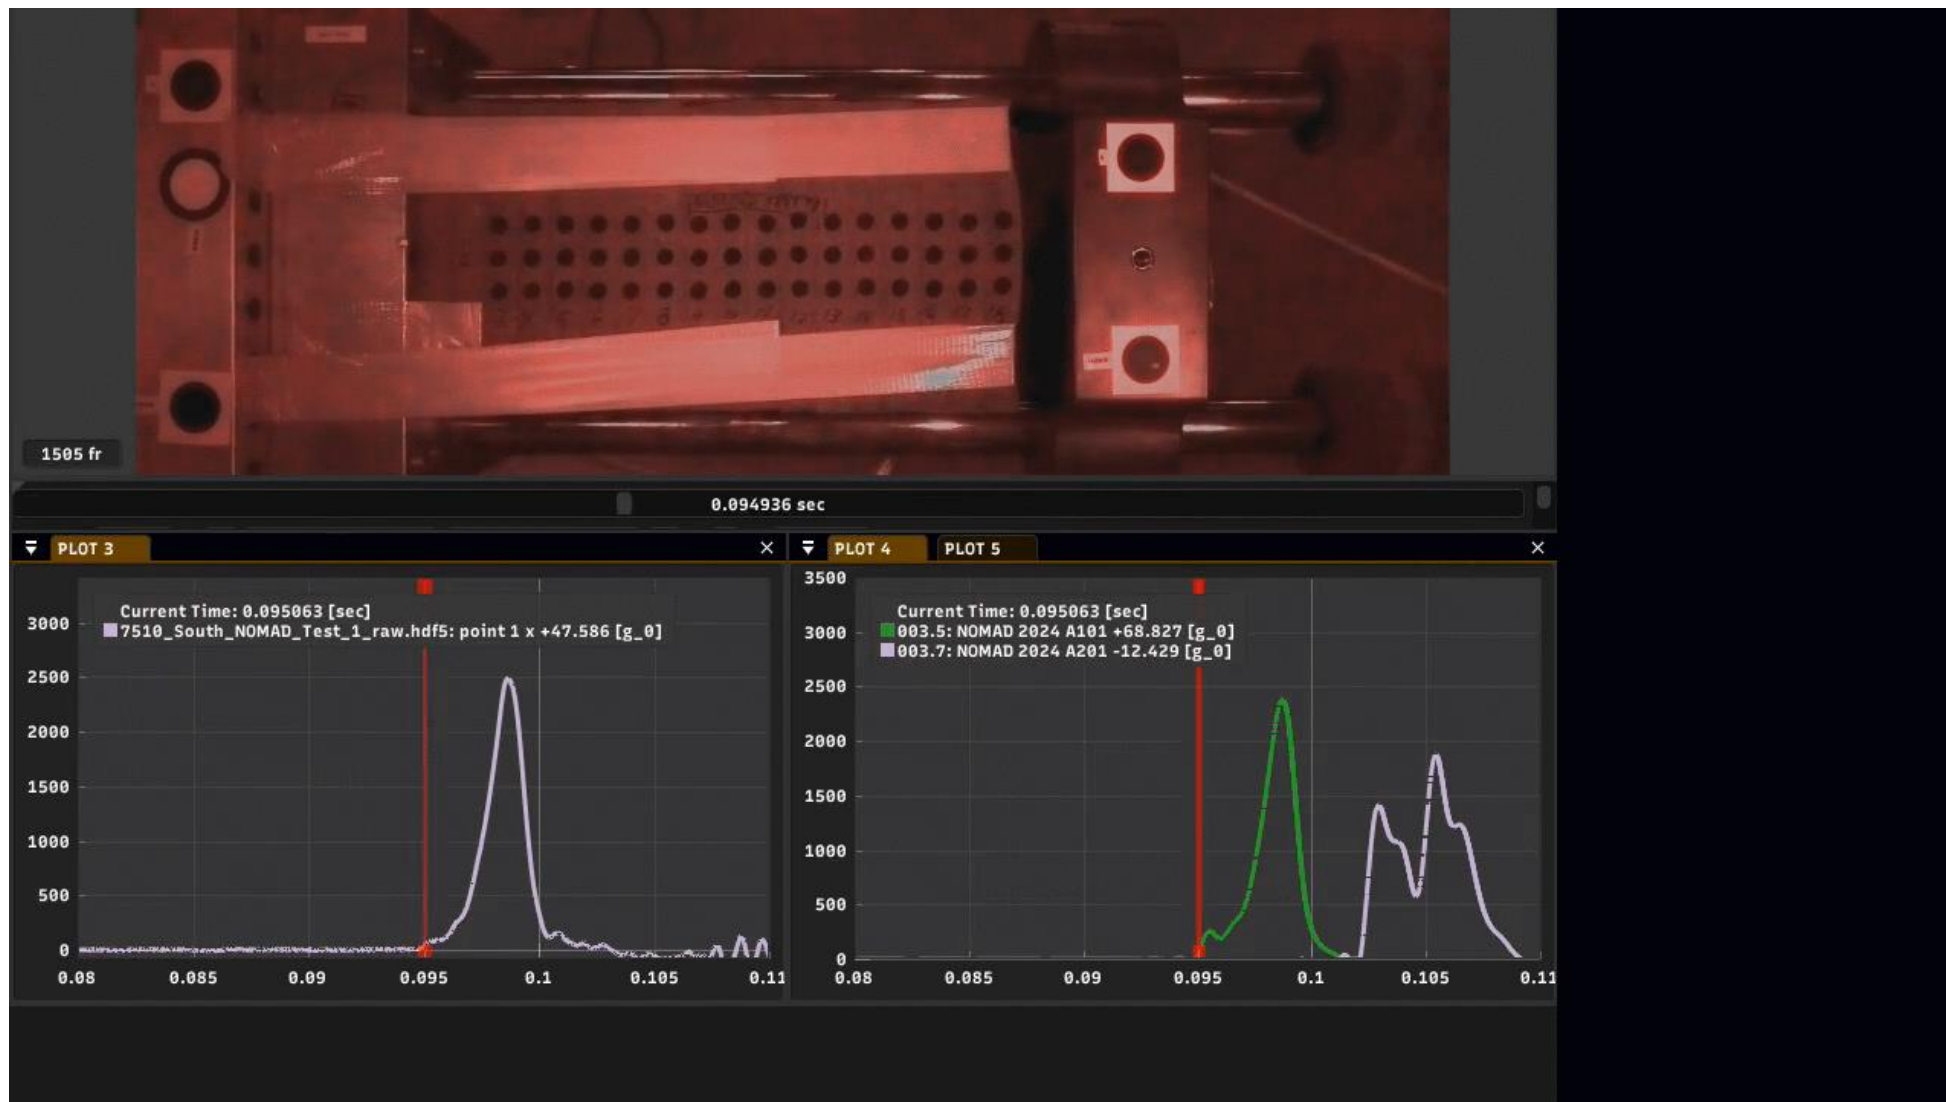 1505 fr
0.094936 sec
PLOT 3
PLOT 4
PLOT 5
Current Time: 0.095063 [sec]
7510_South_NOMAD_Test_1_raw.hdf5: point 1 x +47.586 [g_0]
3000
2500
2000
1500
1000
500
0
0.08
0.085
0.09
0.095
0.1
0.105
0.11
Current Time: 0.095063 [sec]
003.5: NOMAD 2024 A101 +68.827 [g_0]
003.7: NOMAD 2024 A201 -12.429 [g_0]
3500
3000
2500
2000
1500
1000
500
0
0.08
0.085
0.09
0.095
0.1
0.105
0.11